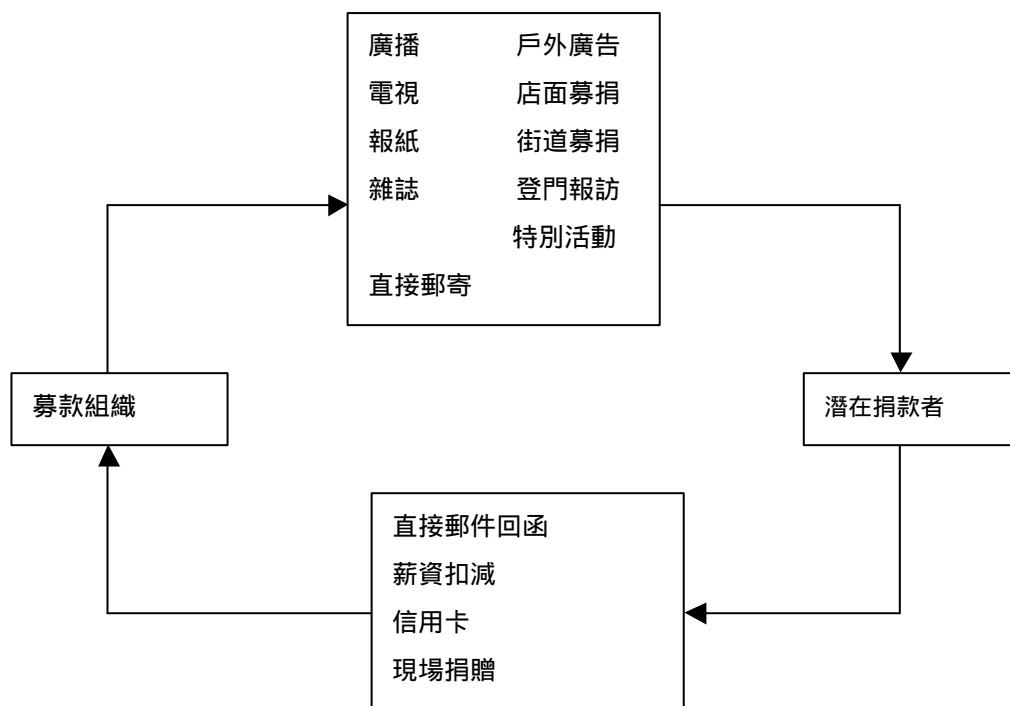 廣播 戶外廣告
電視 店面募捐
報紙 街道募捐
雜誌 登門報訪
特別活動
直接郵寄
募款組織
潛在捐款者
直接郵件回函
薪資扣減
信用卡
現場捐贈